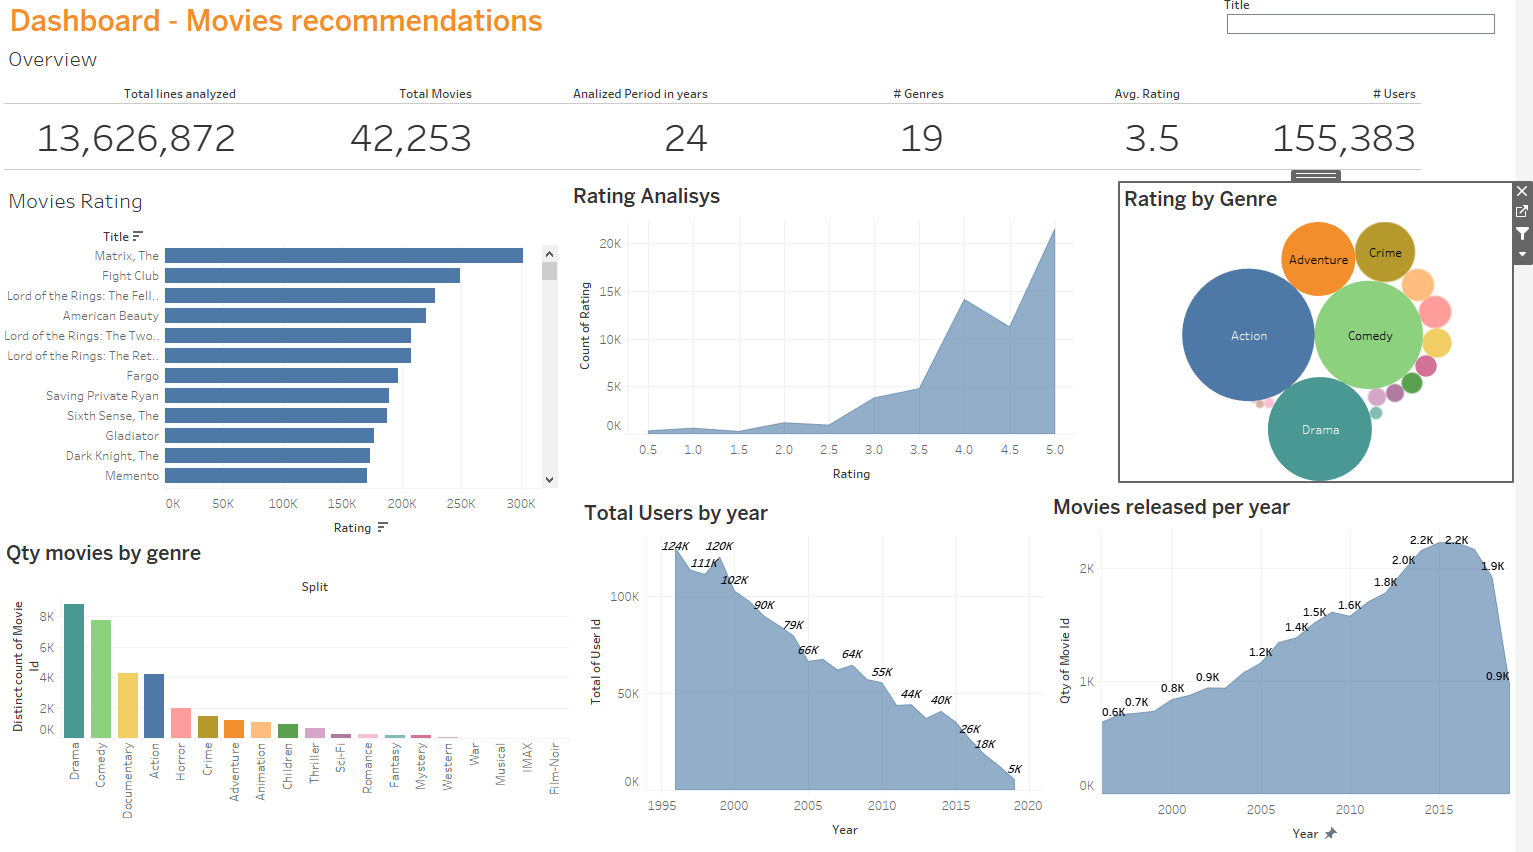 Dashboard - Movies recommendations
Title
Overview
Total lines analyzed
Total Movies
Analized Period in years
# Genres
Avg. Rating
# Users
13,626,872
42,253
24
19
3.5
155,383
Movies Rating
Title
Matrix, The
Fight Club
Lord of the Rings: The Fell..
American Beauty
Lord of the Rings: The Two..
Lord of the Rings: The Ret..
Fargo
Saving Private Ryan
Sixth Sense, The
Gladiator
Dark Knight, The
Memento
0K 50K 100K 150K 200K 250K 300K
Rating
Rating Analisys
Count of Rating
20K
15K
10K
5K
0K
0.5 1.0 1.5 2.0 2.5 3.0 3.5 4.0 4.5 5.0
Rating
Rating by Genre
Adventure
Crime
Action
Comedy
Drama
Qty movies by genre
Split
Distinct count of Movie
Id
8K
6K
4K
2K
0K
Drama
Comedy
Documentary
Action
Horror
Crime
Adventure
Animation
Children
Thriller
Sci-Fi
Romance
Fantasy
Mystery
Western
War
Musical
IMAX
Film-Noir
Total Users by year
Total of User Id
100K
50K
0K
124K
111K
120K
102K
90K
79K
66K
64K
55K
44K
40K
26K
18K
5K
1995 2000 2005 2010 2015 2020
Year
Movies released per year
Qty of Movie Id
2K
1K
0K
0.6K
0.7K
0.8K
0.9K
1.2K
1.4K
1.5K
1.6K
1.8K
2.0K
2.2K
2.2K
1.9K
0.9K
2000 2005 2010 2015
Year